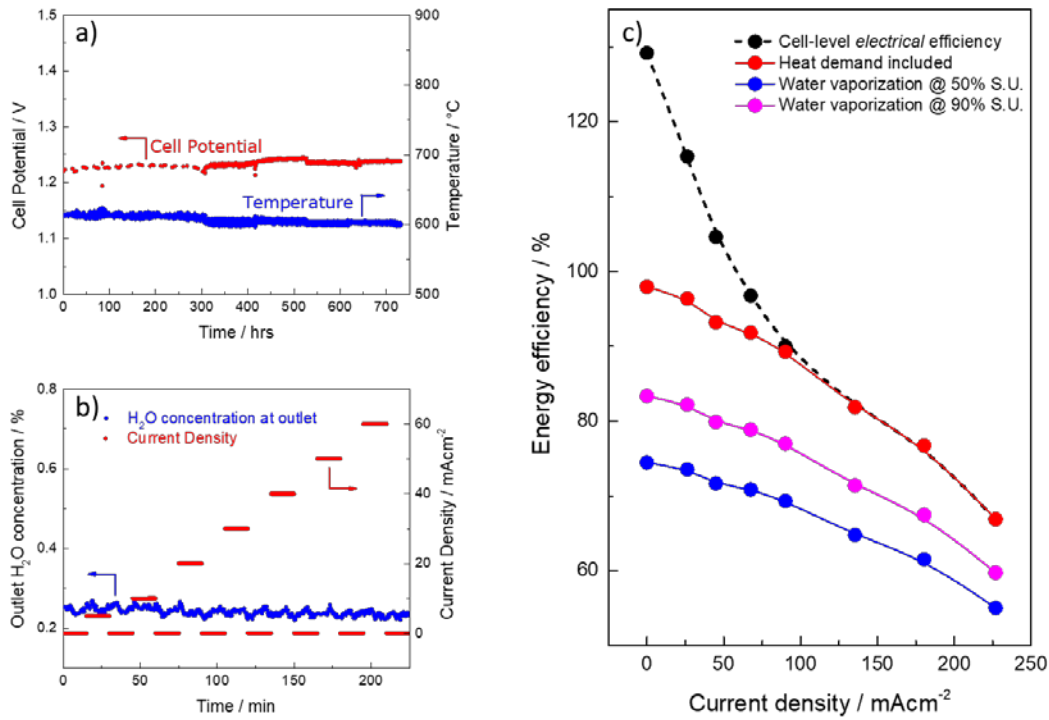 a)
1.5
1.4
1.3
1.2
1.1
1.0
Cell Potential / V
900
800
700
600
500
Temperature / °C
Cell Potential
Temperature
0
100
200
300
400
500
600
700
Time / hrs
b)
0.8
0.6
0.4
0.2
Outlet H₂O concentration / %
H₂O concentration at outlet
Current Density
60
40
20
0
Current Density / mAcm⁻²
0
50
100
150
200
Time / min
c)
Cell-level electrical efficiency
Heat demand included
Water vaporization @ 50% S.U.
Water vaporization @ 90% S.U.
120
100
80
60
Energy efficiency / %
0
50
100
150
200
250
Current density / mAcm⁻²